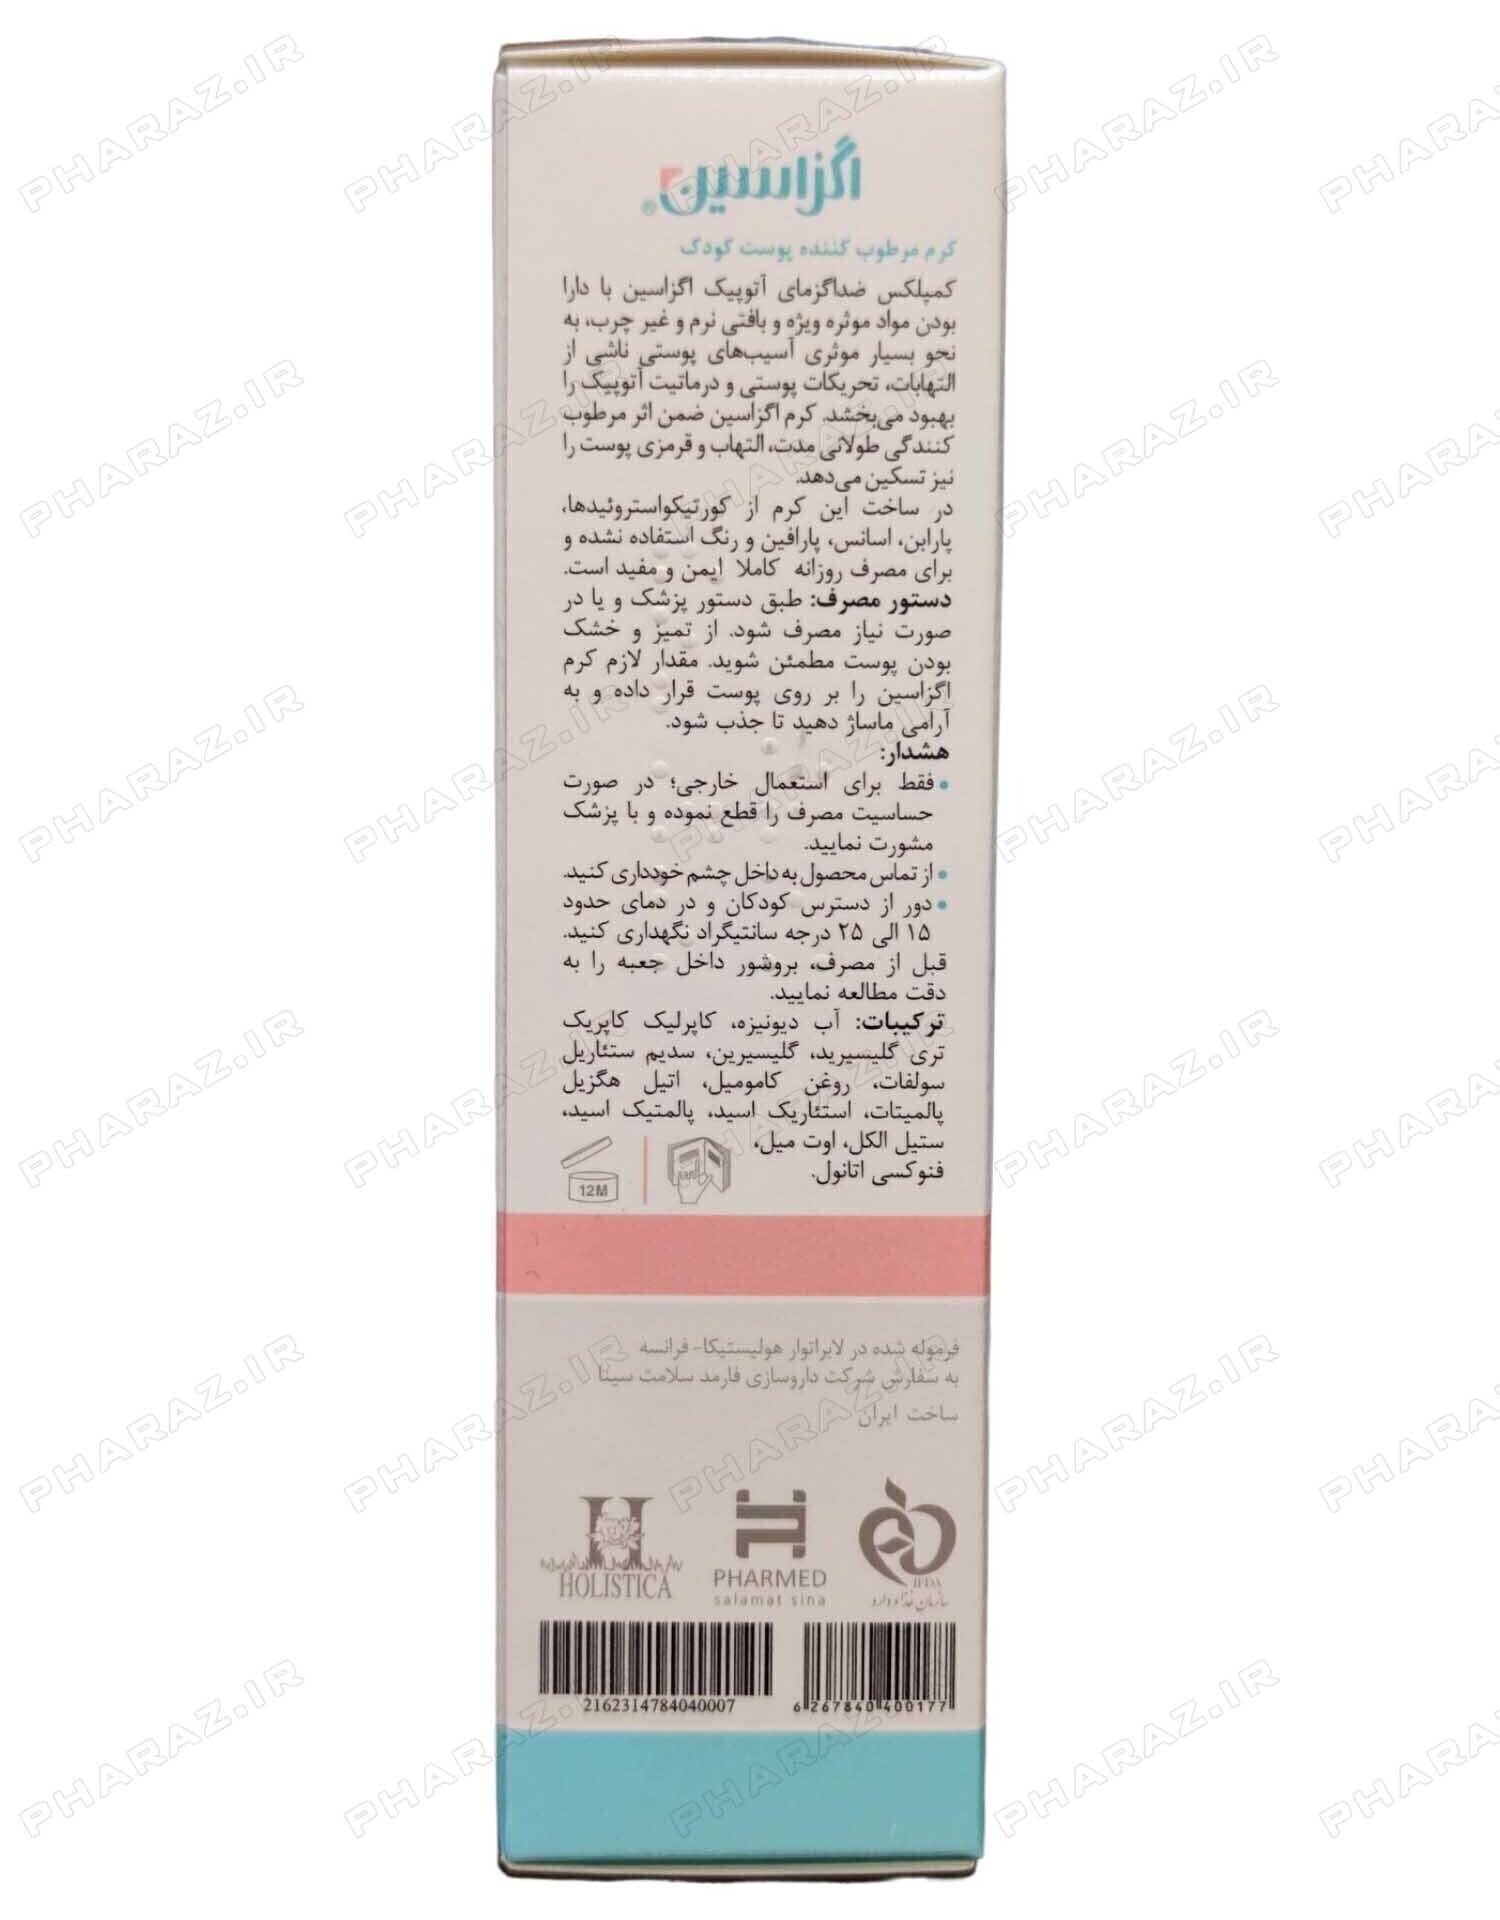 اگزاسین®
کرم مرطوب کننده پوست کودک
کمپلکس ضداگزمای آتوپیک اگزاسین با دارا
بودن مواد موثره ویژه و بافتی نرم و غیر چرب، به
نحو بسیار موثری آسیب‌های پوستی ناشی از
التهابات، تحریکات پوستی و درماتیت آتوپیک را
بهبود می‌بخشد. کرم اگزاسین ضمن اثر مرطوب
کنندگی طولانی مدت، التهاب و قرمزی پوست را
نیز تسکین می‌دهد.
در ساخت این کرم از کورتیکواستروئیدها،
پارابن، اسانس، پارافین و رنگ استفاده نشده و
برای مصرف روزانه کاملا ایمن و مفید است.
دستور مصرف: طبق دستور پزشک و یا در
صورت نیاز مصرف شود. از تمیز و خشک
بودن پوست مطمئن شوید. مقدار لازم کرم
اگزاسین را بر روی پوست قرار داده و به
آرامی ماساژ دهید تا جذب شود.
هشدار:
• فقط برای استعمال خارجی؛ در صورت
حساسیت مصرف را قطع نموده و با پزشک
مشورت نمایید.
• از تماس محصول به داخل چشم خودداری کنید.
• دور از دسترس کودکان و در دمای حدود
۱۵ الی ۲۵ درجه سانتیگراد نگهداری کنید.
قبل از مصرف، بروشور داخل جعبه را به
دقت مطالعه نمایید.
ترکیبات: آب دیونیزه، کاپرلیک کاپریک
تری گلیسیرید، گلیسیرین، سدیم ستئاریل
سولفات، روغن کامومیل، اتیل هگزیل
پالمیتات، استئاریک اسید، پالمتیک اسید،
ستیل الکل، اوت میل،
فنوکسی اتانول.
12M
فرموله شده در لابراتوار هولیستیکا- فرانسه
به سفارش شرکت داروسازی فارمد سلامت سینا
ساخت ایران
IFDA
سازمان غذا و دارو
PHARMED
salamat sina
HOLISTICA
2162314784040007
6 267840 400177
PHARAZ.IR